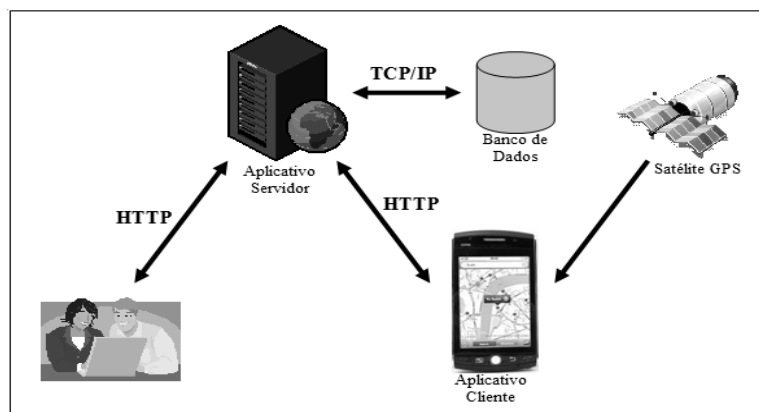 TCP/IP
Banco de
Dados
Satélite GPS
Aplicativo
Servidor
HTTP
HTTP
Aplicativo
Cliente